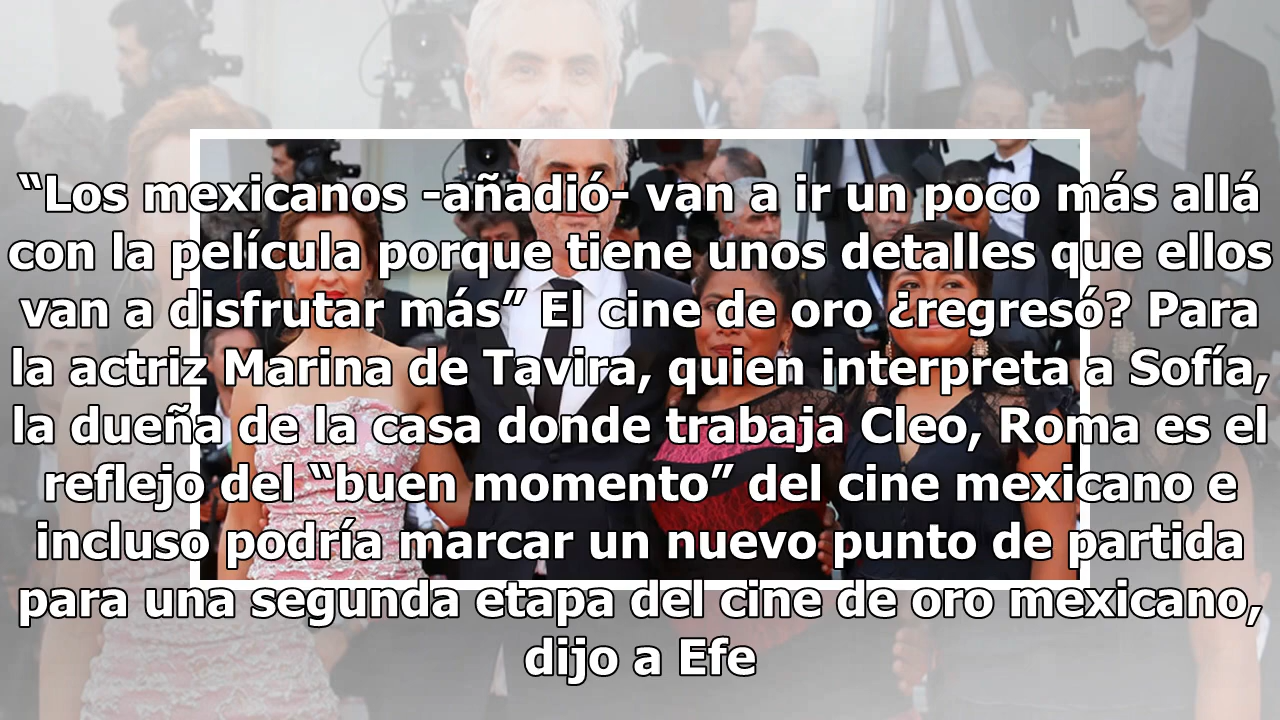 “Los mexicanos -añadió- van a ir un poco más allá
con la película porque tiene unos detalles que ellos
van a disfrutar más” El cine de oro ¿regresó? Para
la actriz Marina de Tavira, quien interpreta a Sofía,
la dueña de la casa donde trabaja Cleo, Roma es el
reflejo del “buen momento” del cine mexicano e
incluso podría marcar un nuevo punto de partida
para una segunda etapa del cine de oro mexicano,
dijo a Efe